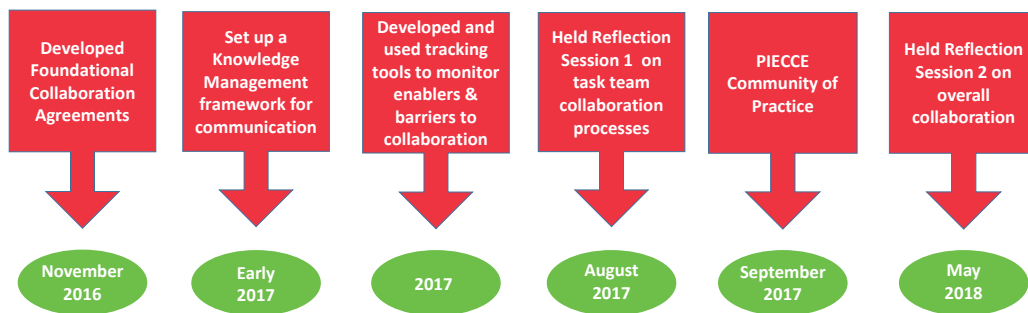 Developed
Foundational
Collaboration
Agreements
Set up a
Knowledge
Management
framework for
communication
Developed and
used tracking
tools to monitor
enablers &
barriers to
collaboration
Held Reflection
Session 1 on
task team
collaboration
processes
PIECCE
Community of
Practice
Held Reflection
Session 2 on
overall
collaboration
November
2016
Early
2017
2017
August
2017
September
2017
May
2018